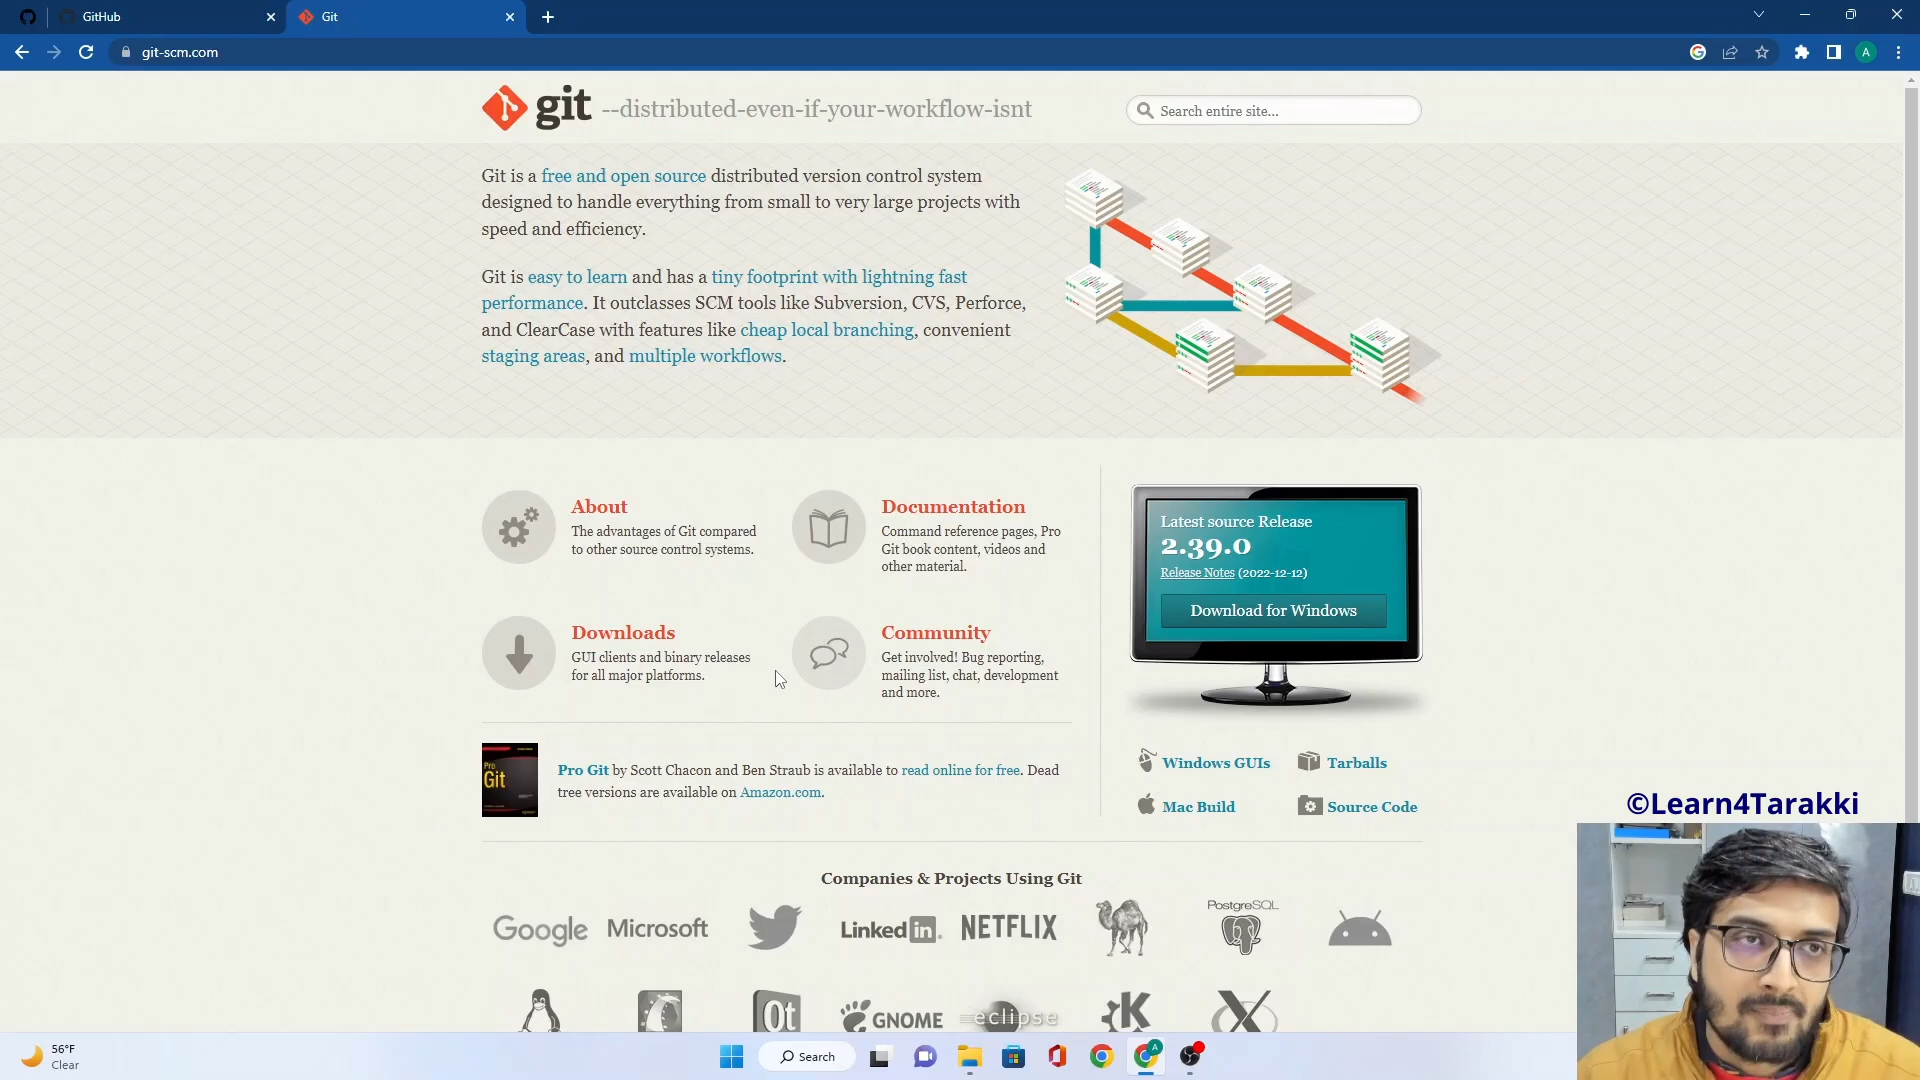 GitHub
Git
git-scm.com
A
git --distributed-even-if-your-workflow-isnt
Search entire site...
Git is a free and open source distributed version control system
designed to handle everything from small to very large projects with
speed and efficiency.
Git is easy to learn and has a tiny footprint with lightning fast
performance. It outclasses SCM tools like Subversion, CVS, Perforce,
and ClearCase with features like cheap local branching, convenient
staging areas, and multiple workflows.
About
The advantages of Git compared
to other source control systems.
Documentation
Command reference pages, Pro
Git book content, videos and
other material.
Downloads
GUI clients and binary releases
for all major platforms.
Community
Get involved! Bug reporting,
mailing list, chat, development
and more.
Latest source Release
2.39.0
Release Notes (2022-12-12)
Download for Windows
Pro
Git
Pro Git by Scott Chacon and Ben Straub is available to read online for free. Dead
tree versions are available on Amazon.com.
Windows GUIs
Tarballs
Mac Build
Source Code
©Learn4Tarakki
Companies & Projects Using Git
Google Microsoft LinkedIn NETFLIX PostgreSQL
Qt GNOME eclipse K X
56°F
Clear
Search
A